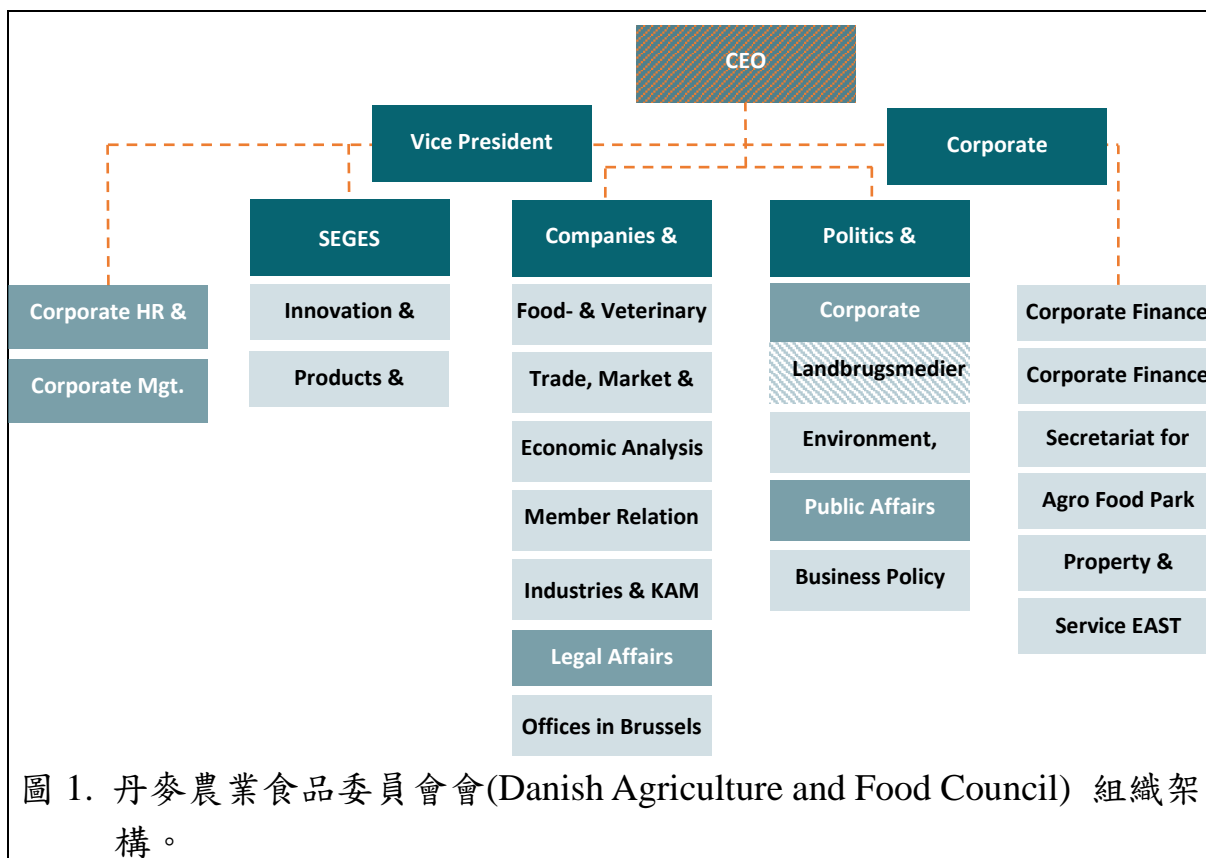 CEO
Vice President
Corporate
SEGES
Companies &
Politics &
Corporate HR &
Corporate Mgt.
Innovation &
Products &
Food- & Veterinary
Trade, Market &
Economic Analysis
Member Relation
Industries & KAM
Legal Affairs
Offices in Brussels
Corporate
Landbrugsmedier
Environment,
Public Affairs
Business Policy
Corporate Finance
Corporate Finance
Secretariat for
Agro Food Park
Property &
Service EAST
圖 1. 丹麥農業食品委員會會(Danish Agriculture and Food Council) 組織架
構。